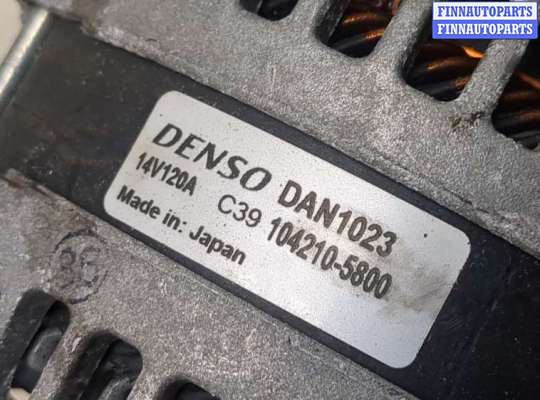 FINNAUTOPARTS
FINNAUTOPARTS
DENSO DAN1023
14V120A C39 104210-5800
Made in: Japan